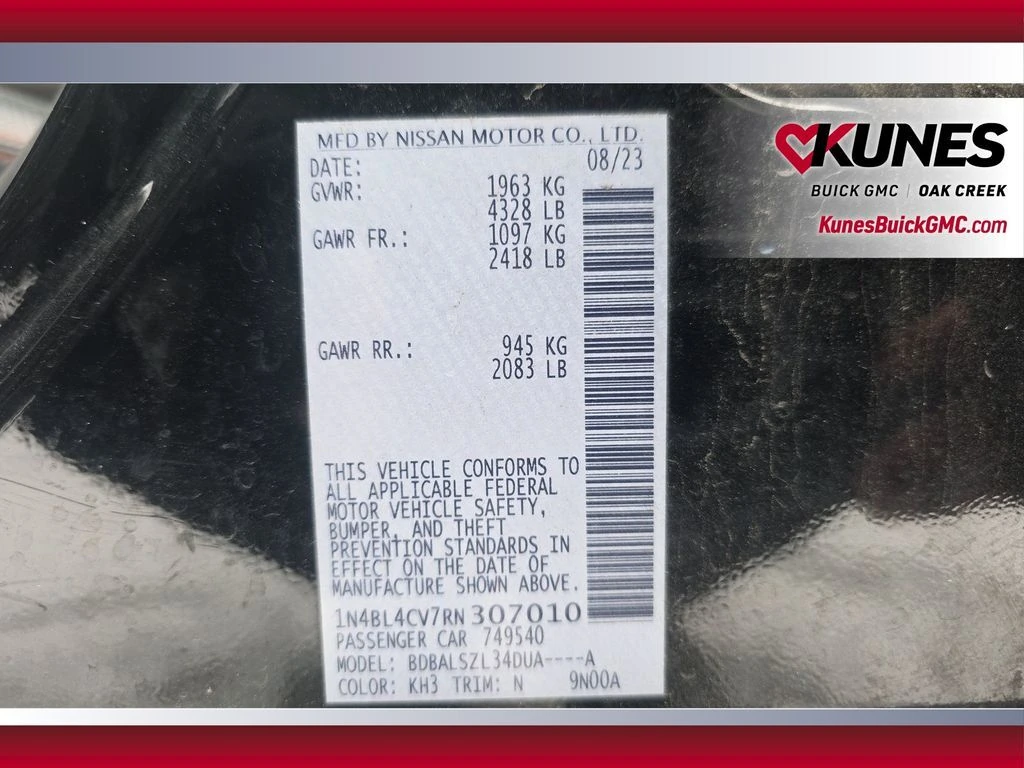 MFD BY NISSAN MOTOR CO., LTD.
DATE: 08/23
GVWR: 1963 KG
4328 LB
GAWR FR.: 1097 KG
2418 LB
GAWR RR.: 945 KG
2083 LB
THIS VEHICLE CONFORMS TO
ALL APPLICABLE FEDERAL
MOTOR VEHICLE SAFETY,
BUMPER, AND THEFT
PREVENTION STANDARDS IN
EFFECT ON THE DATE OF
MANUFACTURE SHOWN ABOVE.
1N4BL4CV7RN307010
PASSENGER CAR 749540
MODEL: BDBALSZL34DUA----A
COLOR: KH3 TRIM: N 9N00A
KUNES
BUICK GMC | OAK CREEK
KunesBuickGMC.com